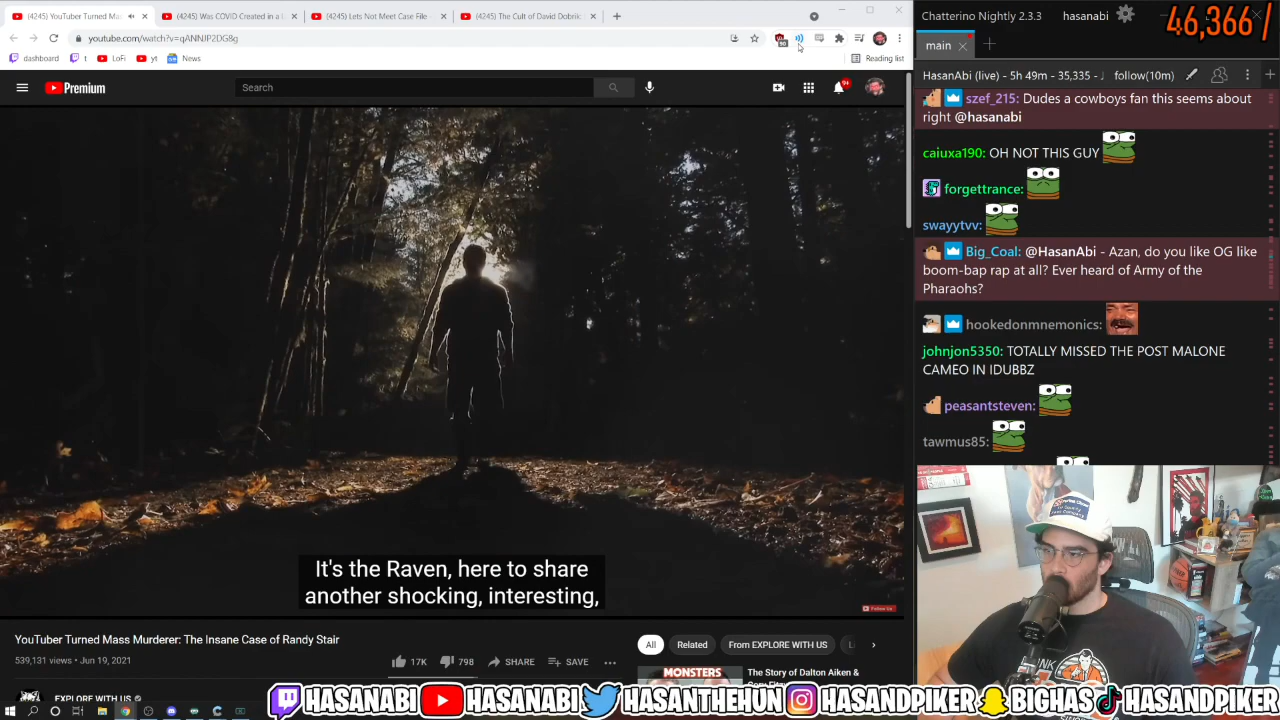 (4245) YouTuber Turned Mas
(4245) Was COVID Created in a
(4245) Lets Not Meet Case File -
(4245) The Cult of David Dobrik:
youtube.com/watch?v=qANNJP2DG8g
dashboard
t
LoFi
yt
News
Reading list
Premium
Search
9+
It's the Raven, here to share
another shocking, interesting,
Follow Us
YouTuber Turned Mass Murderer: The Insane Case of Randy Stair
539,131 views • Jun 19, 2021
17K
798
SHARE
SAVE
EXPLORE WITH US
All
Related
From EXPLORE WITH US
MONSTERS
The Story of Dalton Aiken &
Chatterino Nightly 2.3.3
hasanabi
46,366 /
main
HasanAbi (live) - 5h 49m - 35,335 -
follow(10m)
szef_215: Dudes a cowboys fan this seems about
right @hasanabi
caiuxa190: OH NOT THIS GUY
forgettrance:
swayytvv:
Big_Coal: @HasanAbi - Azan, do you like OG like
boom-bap rap at all? Ever heard of Army of the
Pharaohs?
hookedonmnemonics:
johnjon5350: TOTALLY MISSED THE POST MALONE
CAMEO IN IDUBBZ
peasantsteven:
tawmus85:
HASANABI
HASANABI
HASANTHEHUN
HASANDPIKER
BIGHAS
HASANDPIKER